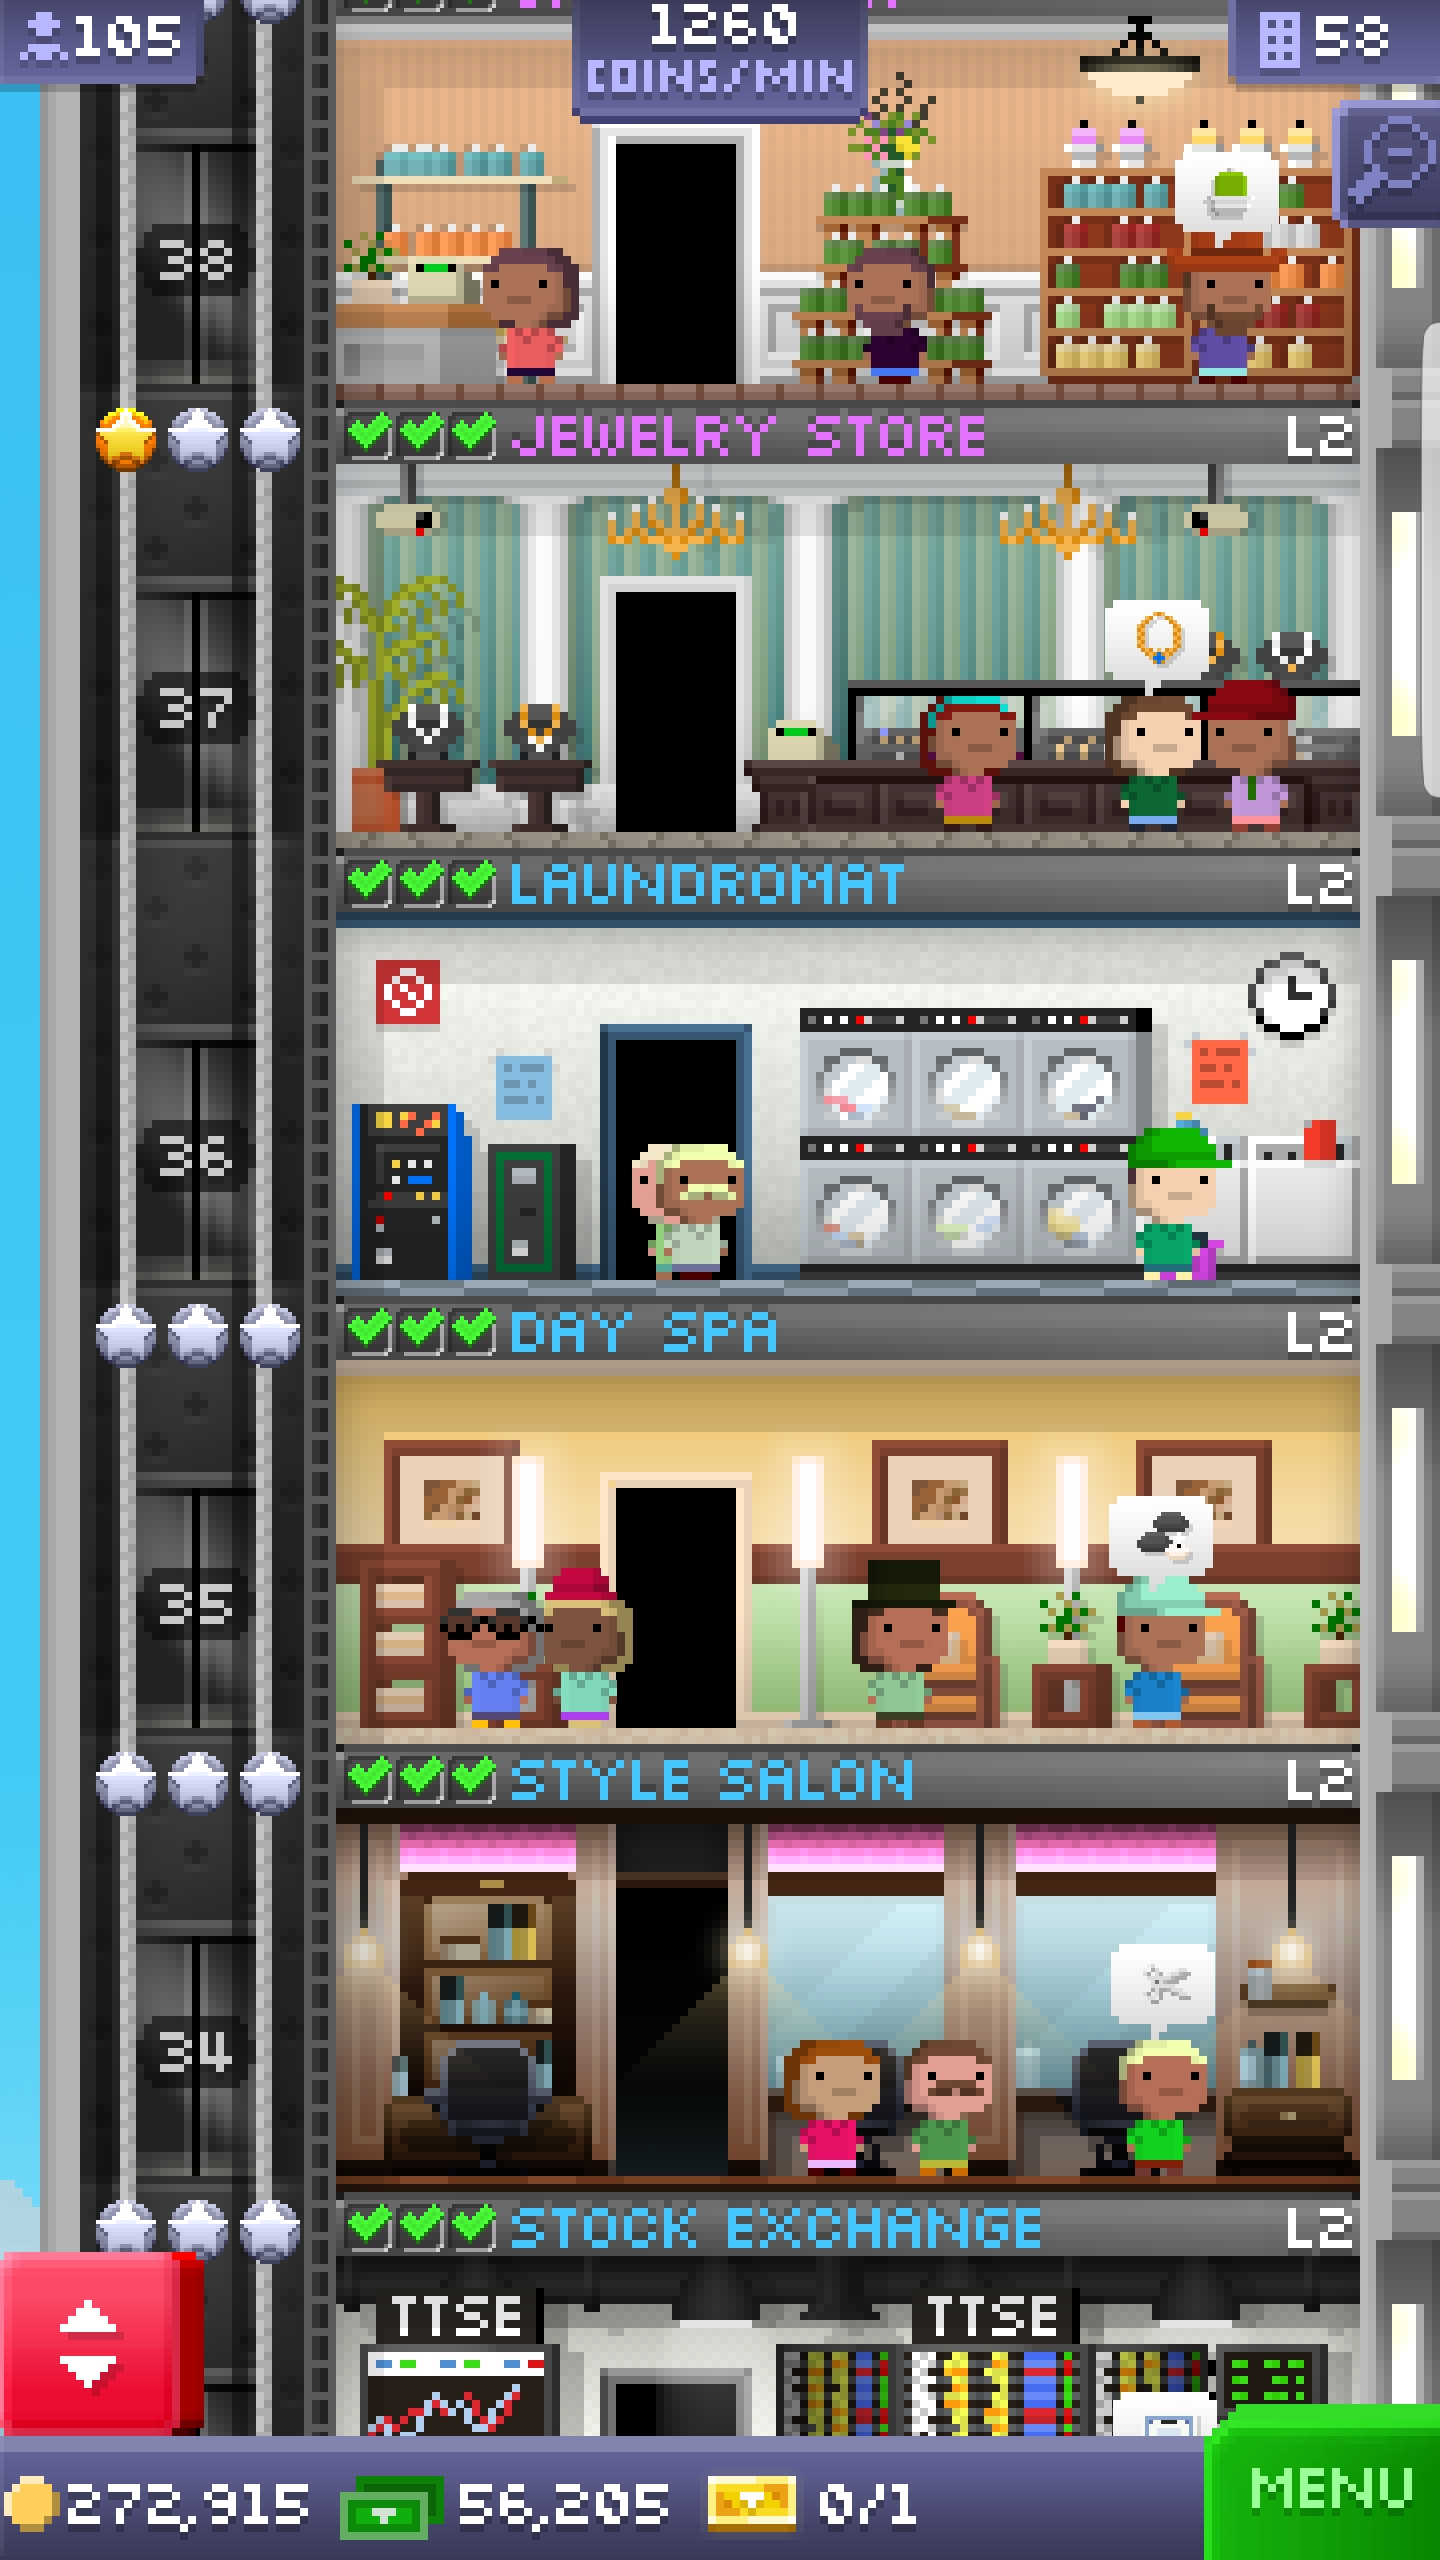 105
1260
COINS/MIN
58
38
JEWELRY STORE L2
37
LAUNDROMAT L2
36
DAY SPA L2
35
STYLE SALON L2
34
STOCK EXCHANGE L2
TTSE TTSE
272,915 56,205 0/1
MENU